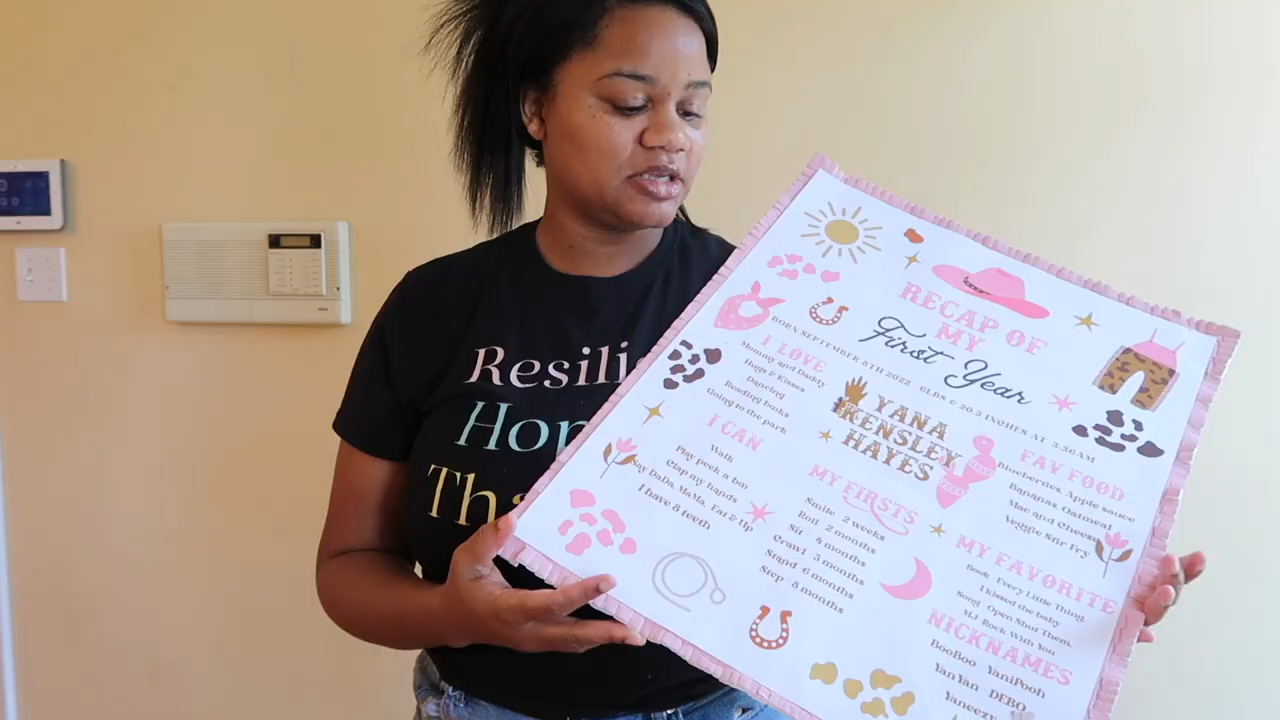 Resili
Hop
Tha
RECAP OF
MY
First Year
BORN SEPTEMBER 8TH 2022 6LBS & 20.5 INCHES AT 3:36AM
YANA
KENSLEY
HAYES
I LOVE
Mommy and Daddy
Hugs & Kisses
Dancing
Reading books
Going to the park
I CAN
Walk
Play peek a boo
Clap my hands
Say DaDa, MaMa, Eat & Up
I have 8 teeth
MY FIRSTS
Smile - 2 weeks
Roll - 2 months
Sit - 4 months
Crawl - 5 months
Stand - 6 months
Step - 8 months
FAV FOOD
Blueberries, Apple sauce
Bananas, Oatmeal
Mac and Cheese
Veggie Stir Fry
MY FAVORITE
Book - Every Little Thing,
I kissed the baby
Song - Open Shut Them,
MJ Rock With You
NICKNAMES
BooBoo YaniPooh
YanYan DEBO
Yaneezy